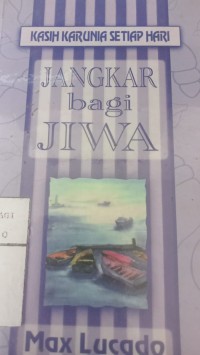 KASIH KARUNIA SETIAP HARI
JANGKAR
bagi
JIWA
Max Lucado